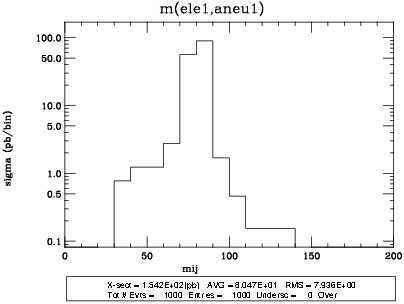 m(ele1,aneu1)
100.0
50.0
10.0
5.0
1.0
0.5
0.1
sigma (pb/bin)
0 50 100 150 200
mij
X-sect = 1.542E+02(pb) AVG = 8.047E+01 RMS = 7.936E+00
Tot # Evts = 1000 Entries = 1000 Undersc = 0 Over